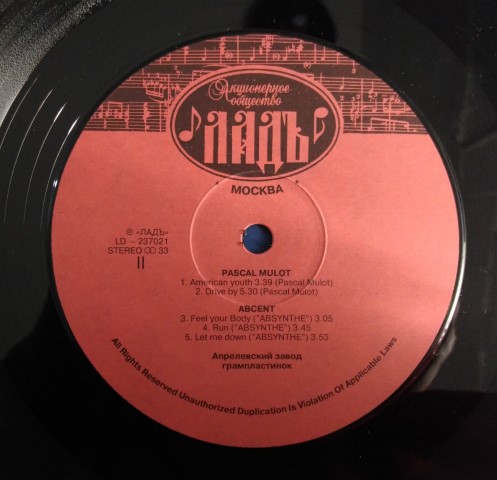 Акционерное
общество
ЛАДЪ
МОСКВА
℗ «ЛАДЪ»
LD – 237021
STEREO ꝏ 33
II
PASCAL MULOT
1. American youth 3.39 (Pascal Mulot)
2. Drive by 5.30 (Pascal Mulot)
ABCENT
3. Feel your Body ("ABSYNTHE") 3.05
4. Run ("ABSYNTHE") 3.45
5. Let me down ("ABSYNTHE") 3.53
Апрелевский завод
грампластинок
All Rights Reserved Unauthorized Duplication Is Violation Of Applicable Laws